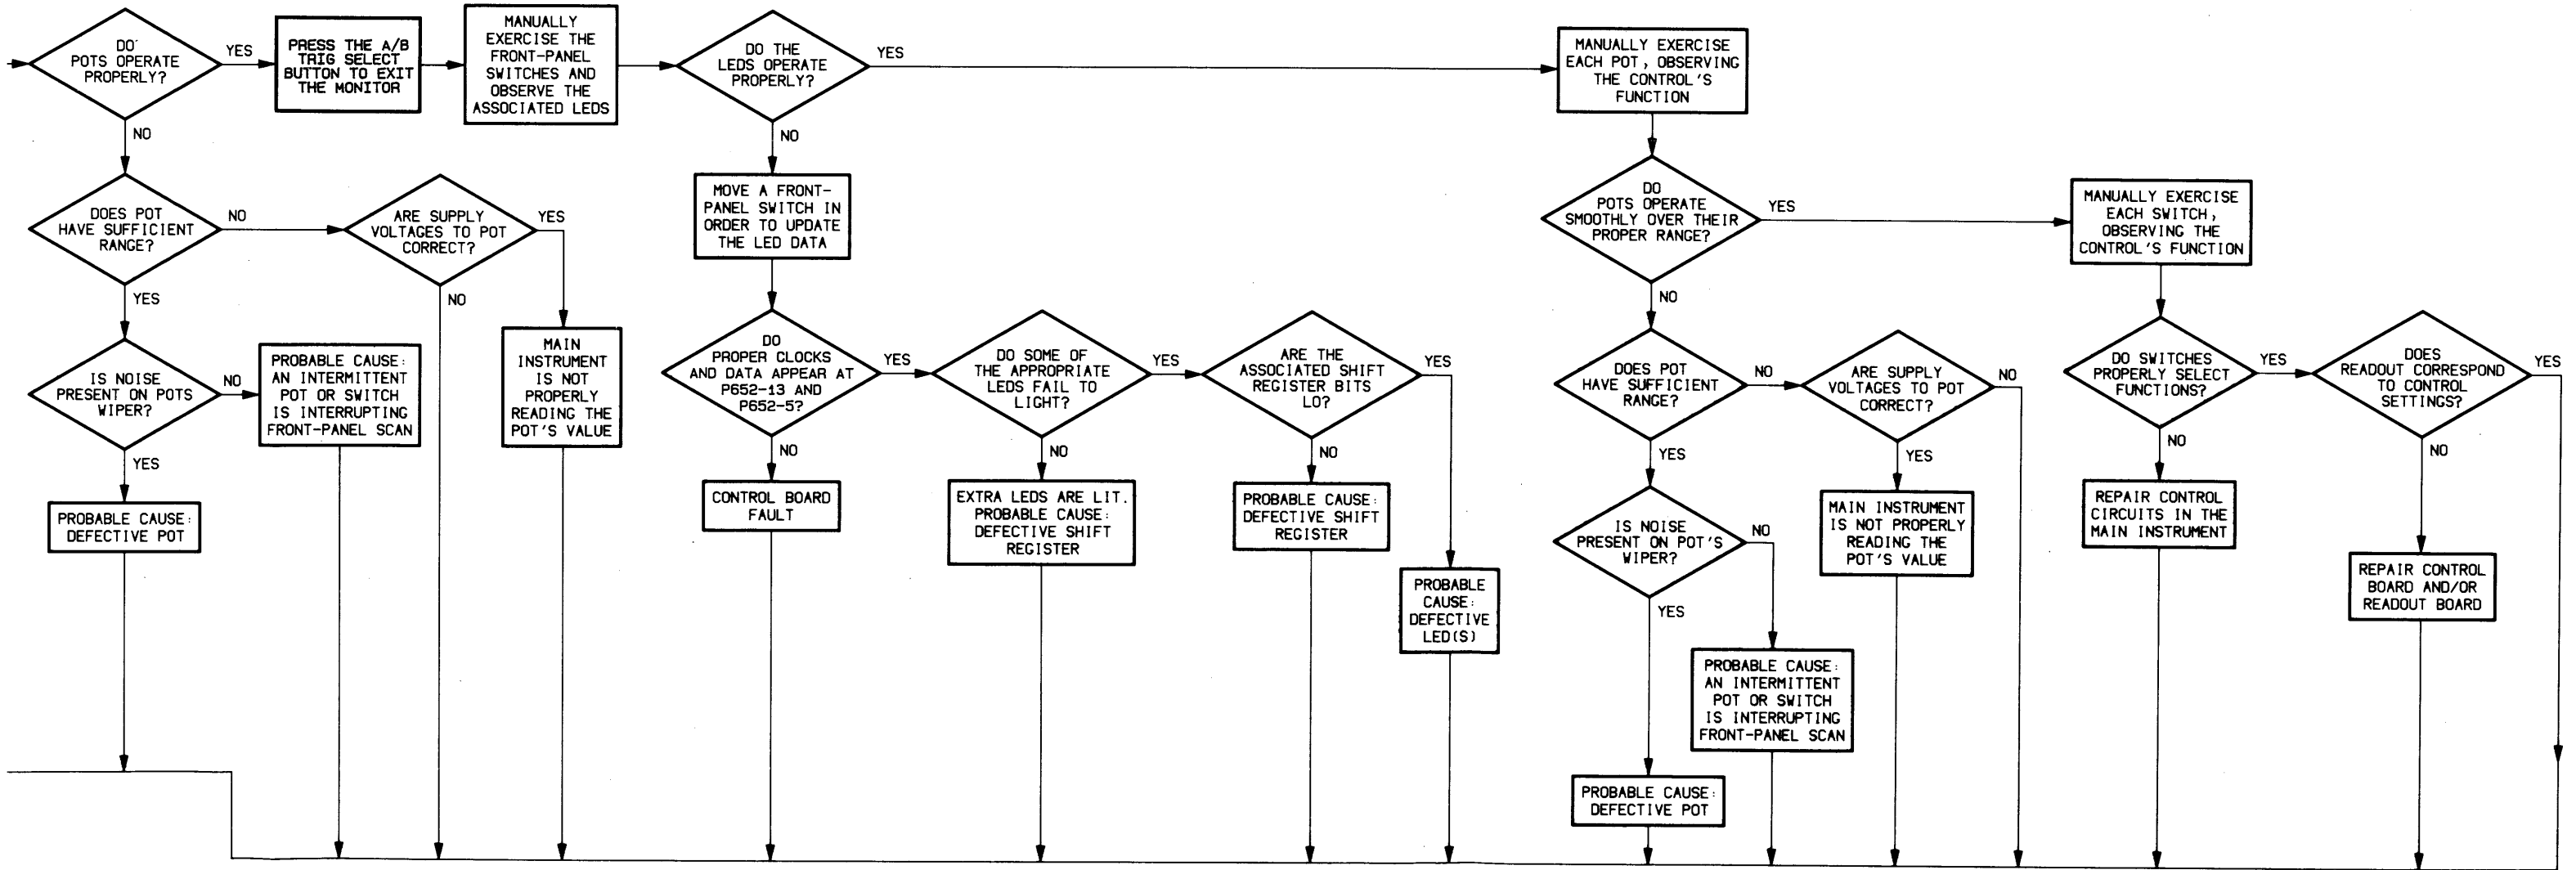 DO
POTS OPERATE
PROPERLY?
YES
NO
PRESS THE A/B
TRIG SELECT
BUTTON TO EXIT
THE MONITOR
MANUALLY
EXERCISE THE
FRONT-PANEL
SWITCHES AND
OBSERVE THE
ASSOCIATED LEDS
DO THE
LEDS OPERATE
PROPERLY?
YES
NO
MANUALLY EXERCISE
EACH POT, OBSERVING
THE CONTROL'S
FUNCTION
DOES POT
HAVE SUFFICIENT
RANGE?
NO
YES
ARE SUPPLY
VOLTAGES TO POT
CORRECT?
YES
NO
MOVE A FRONT-
PANEL SWITCH IN
ORDER TO UPDATE
THE LED DATA
DO
POTS OPERATE
SMOOTHLY OVER THEIR
PROPER RANGE?
YES
NO
MANUALLY EXERCISE
EACH SWITCH,
OBSERVING THE
CONTROL'S FUNCTION
IS NOISE
PRESENT ON POTS
WIPER?
NO
YES
PROBABLE CAUSE:
AN INTERMITTENT
POT OR SWITCH
IS INTERRUPTING
FRONT-PANEL SCAN
MAIN
INSTRUMENT
IS NOT
PROPERLY
READING THE
POT'S VALUE
DO
PROPER CLOCKS
AND DATA APPEAR AT
P652-13 AND
P652-5?
YES
NO
DO SOME OF
THE APPROPRIATE
LEDS FAIL TO
LIGHT?
YES
NO
ARE THE
ASSOCIATED SHIFT
REGISTER BITS
LO?
YES
NO
DOES POT
HAVE SUFFICIENT
RANGE?
NO
YES
ARE SUPPLY
VOLTAGES TO POT
CORRECT?
NO
YES
DO SWITCHES
PROPERLY SELECT
FUNCTIONS?
YES
NO
DOES
READOUT CORRESPOND
TO CONTROL
SETTINGS?
YES
NO
PROBABLE CAUSE:
DEFECTIVE POT
CONTROL BOARD
FAULT
EXTRA LEDS ARE LIT.
PROBABLE CAUSE:
DEFECTIVE SHIFT
REGISTER
PROBABLE CAUSE:
DEFECTIVE SHIFT
REGISTER
PROBABLE
CAUSE:
DEFECTIVE
LED(S)
IS NOISE
PRESENT ON POT'S
WIPER?
NO
YES
MAIN INSTRUMENT
IS NOT PROPERLY
READING THE
POT'S VALUE
REPAIR CONTROL
CIRCUITS IN THE
MAIN INSTRUMENT
REPAIR CONTROL
BOARD AND/OR
READOUT BOARD
PROBABLE CAUSE:
AN INTERMITTENT
POT OR SWITCH
IS INTERRUPTING
FRONT-PANEL SCAN
PROBABLE CAUSE:
DEFECTIVE POT